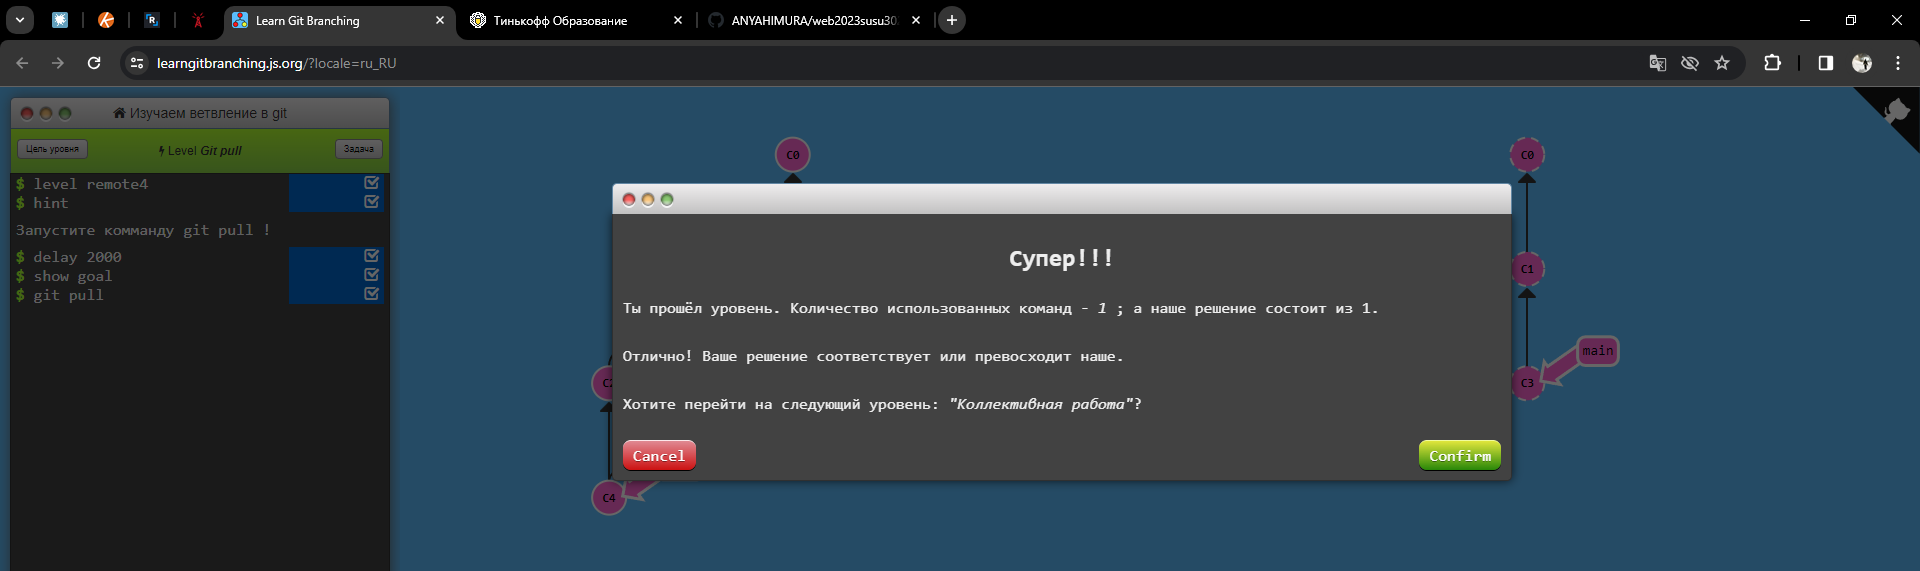 Learn Git Branching
Тинькофф Образование
ANYAHIMURA/web2023susu30
learngitbranching.js.org/?locale=ru_RU
Изучаем ветвление в git
Цель уровня
Level Git pull
Задача
$ level remote4
$ hint
Запустите комманду git pull !
$ delay 2000
$ show goal
$ git pull
C0
C0
C1
main
C3
C2
C4
Супер!!!
Ты прошёл уровень. Количество использованных команд - 1 ; а наше решение состоит из 1.
Отлично! Ваше решение соответствует или превосходит наше.
Хотите перейти на следующий уровень: "Коллективная работа"?
Cancel
Confirm